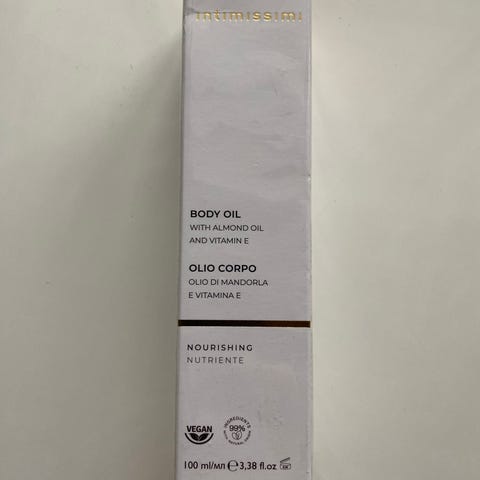 intimissimi
BODY OIL
WITH ALMOND OIL
AND VITAMIN E
OLIO CORPO
OLIO DI MANDORLA
E VITAMINA E
NOURISHING
NUTRIENTE
VEGAN
INGREDIENTS
99%
100 ml/мл ℮ 3,38 fl.oz